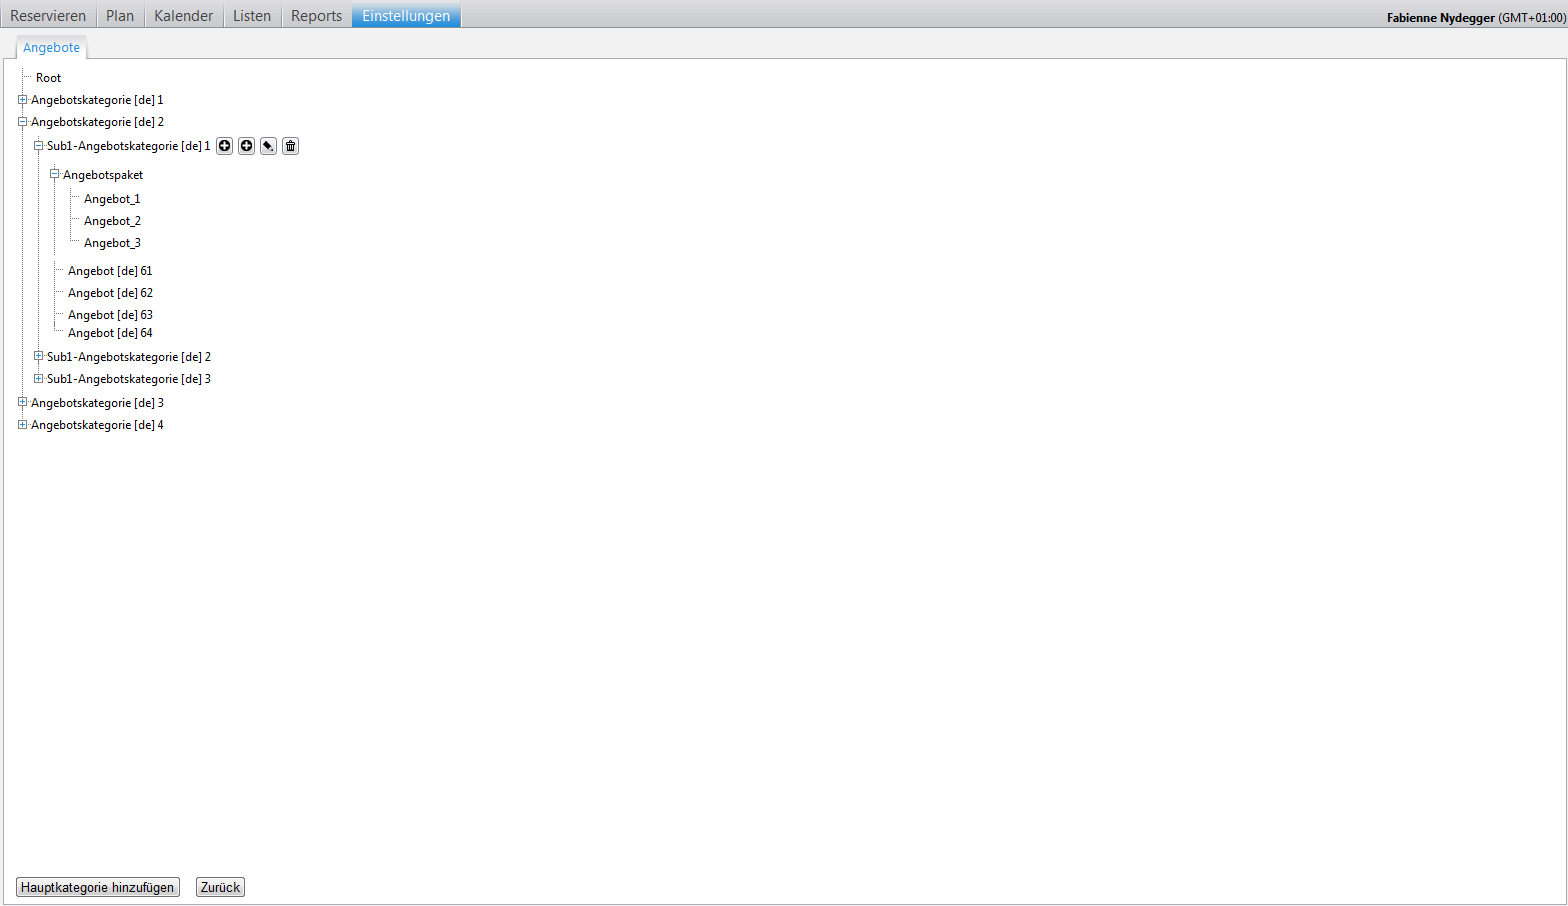 Reservieren Plan Kalender Listen Reports Einstellungen Fabienne Nydegger (GMT+01:00)
Angebote
Root
Angebotskategorie [de] 1
Angebotskategorie [de] 2
Sub1-Angebotskategorie [de] 1
Angebotspaket
Angebot_1
Angebot_2
Angebot_3
Angebot [de] 61
Angebot [de] 62
Angebot [de] 63
Angebot [de] 64
Sub1-Angebotskategorie [de] 2
Sub1-Angebotskategorie [de] 3
Angebotskategorie [de] 3
Angebotskategorie [de] 4
Hauptkategorie hinzufügen Zurück